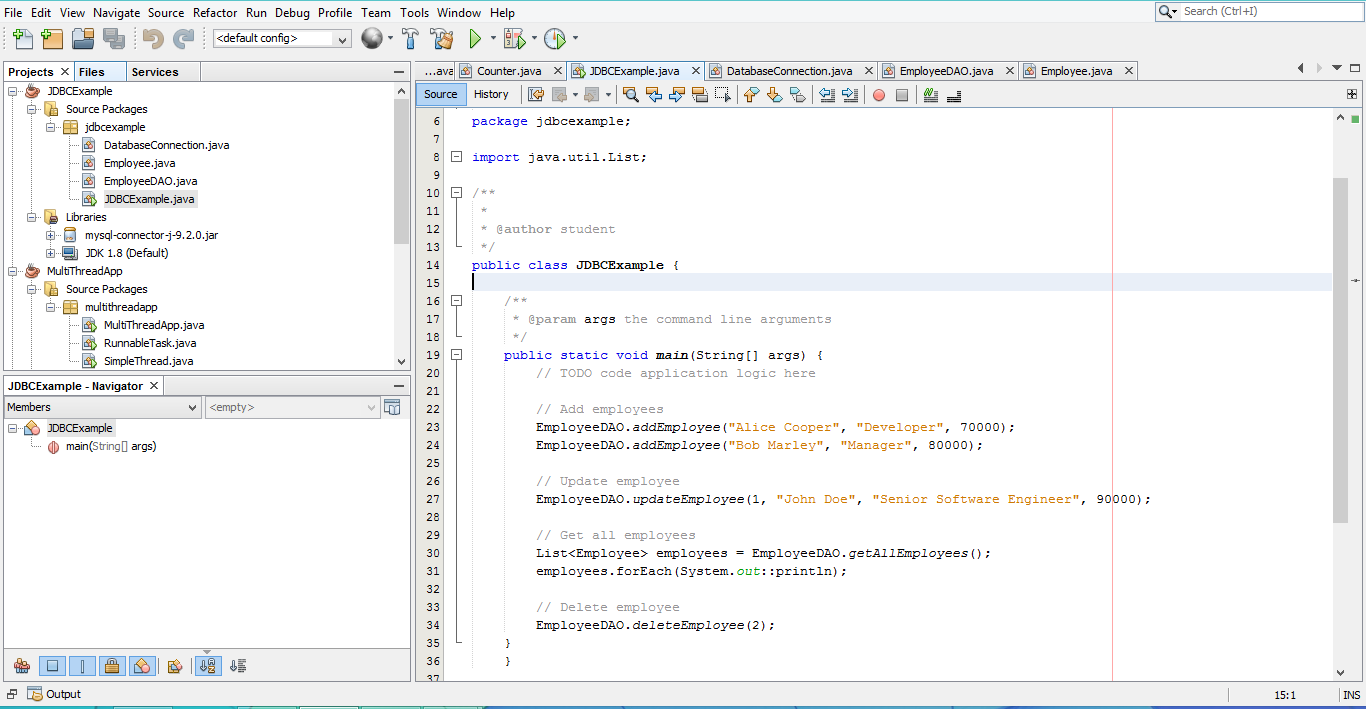 File Edit View Navigate Source Refactor Run Debug Profile Team Tools Window Help
Search (Ctrl+I)
<default config>
Projects Files Services
JDBCExample
Source Packages
jdbcexample
DatabaseConnection.java
Employee.java
EmployeeDAO.java
JDBCExample.java
Libraries
mysql-connector-j-9.2.0.jar
JDK 1.8 (Default)
MultiThreadApp
Source Packages
multithreadapp
MultiThreadApp.java
RunnableTask.java
SimpleThread.java
JDBCExample - Navigator
Members <empty>
JDBCExample
main(String[] args)
...ava Counter.java JDBCExample.java DatabaseConnection.java EmployeeDAO.java Employee.java
Source History
6 package jdbcexample;
7
8 import java.util.List;
9
10 /**
11 *
12 * @author student
13 */
14 public class JDBCExample {
15
16 /**
17 * @param args the command line arguments
18 */
19 public static void main(String[] args) {
20 // TODO code application logic here
21
22 // Add employees
23 EmployeeDAO.addEmployee("Alice Cooper", "Developer", 70000);
24 EmployeeDAO.addEmployee("Bob Marley", "Manager", 80000);
25
26 // Update employee
27 EmployeeDAO.updateEmployee(1, "John Doe", "Senior Software Engineer", 90000);
28
29 // Get all employees
30 List<Employee> employees = EmployeeDAO.getAllEmployees();
31 employees.forEach(System.out::println);
32
33 // Delete employee
34 EmployeeDAO.deleteEmployee(2);
35 }
36 }
37
Output
15:1 INS